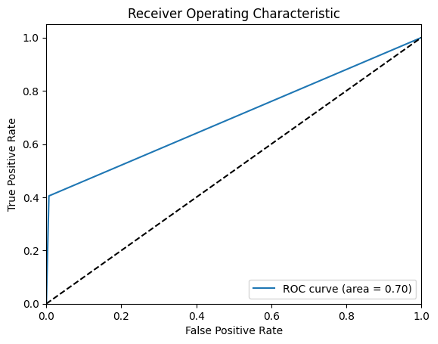 Receiver Operating Characteristic
1.0
0.8
0.6
0.4
0.2
0.0
True Positive Rate
ROC curve (area = 0.70)
0.0 0.2 0.4 0.6 0.8 1.0
False Positive Rate